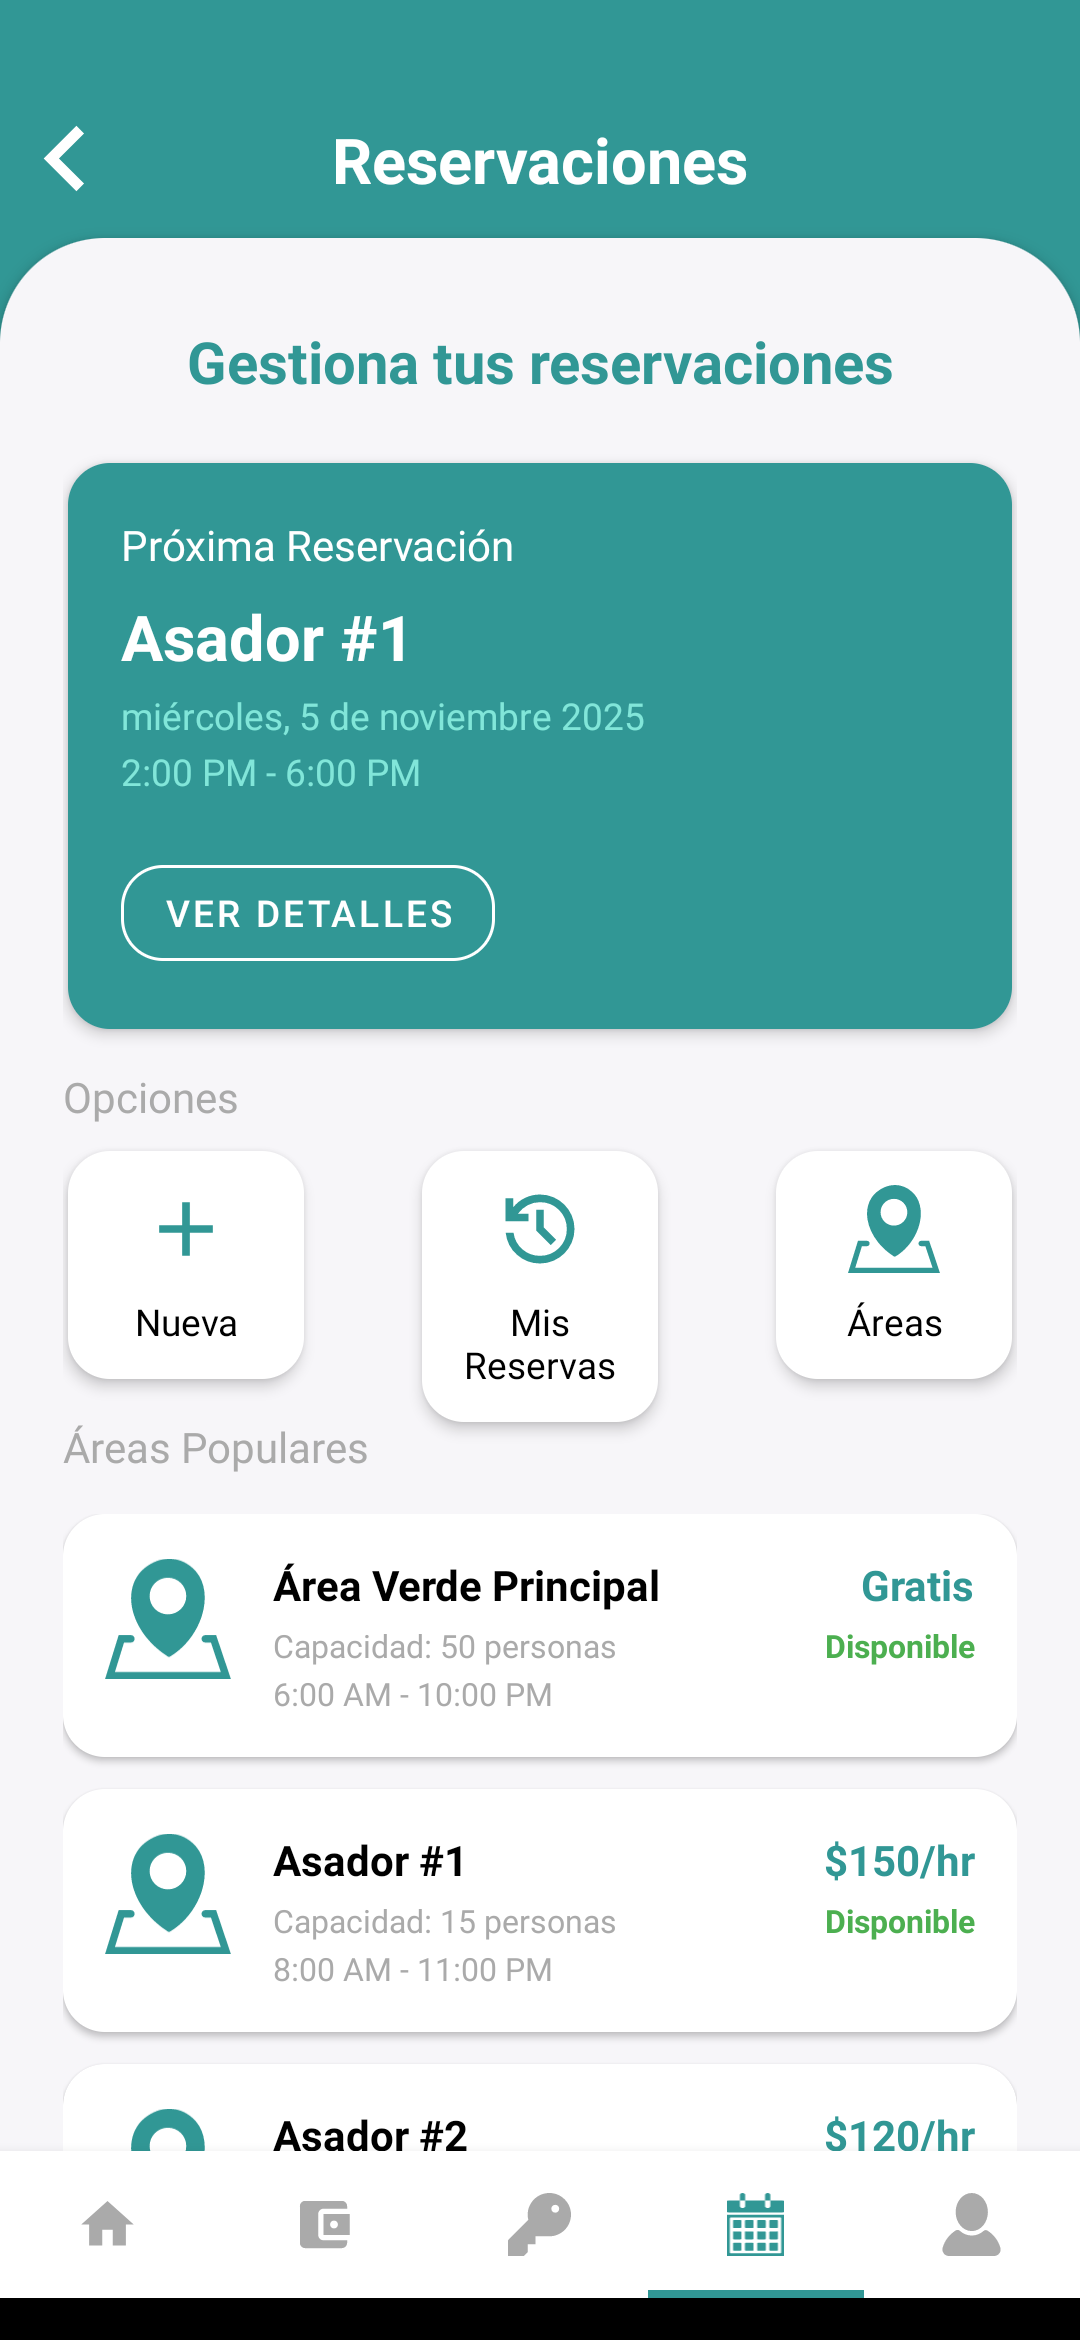 Reservaciones
Gestiona tus reservaciones
Próxima Reservación
Asador #1
miércoles, 5 de noviembre 2025
2:00 PM - 6:00 PM
VER DETALLES
Opciones
Nueva
Mis
Reservas
Áreas
Áreas Populares
Área Verde Principal
Gratis
Capacidad: 50 personas
Disponible
6:00 AM - 10:00 PM
Asador #1
$150/hr
Capacidad: 15 personas
Disponible
8:00 AM - 11:00 PM
Asador #2
$120/hr